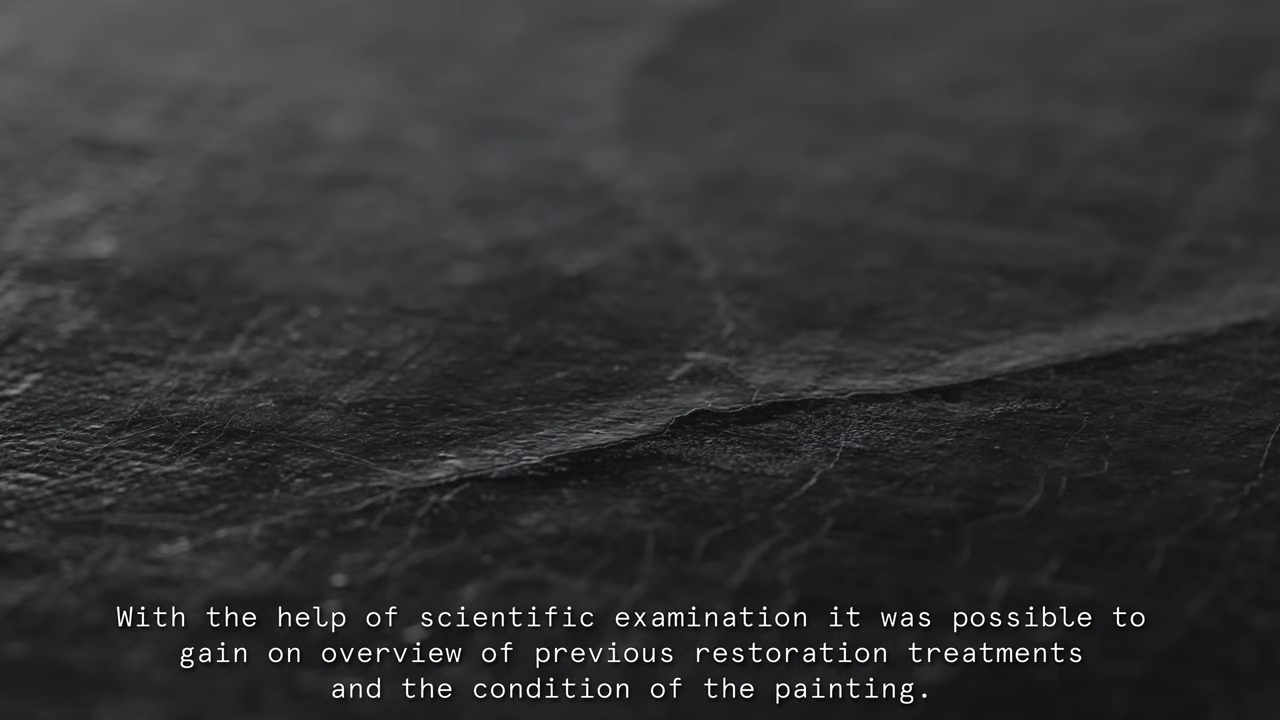 With the help of scientific examination it was possible to
gain on overview of previous restoration treatments
and the condition of the painting.